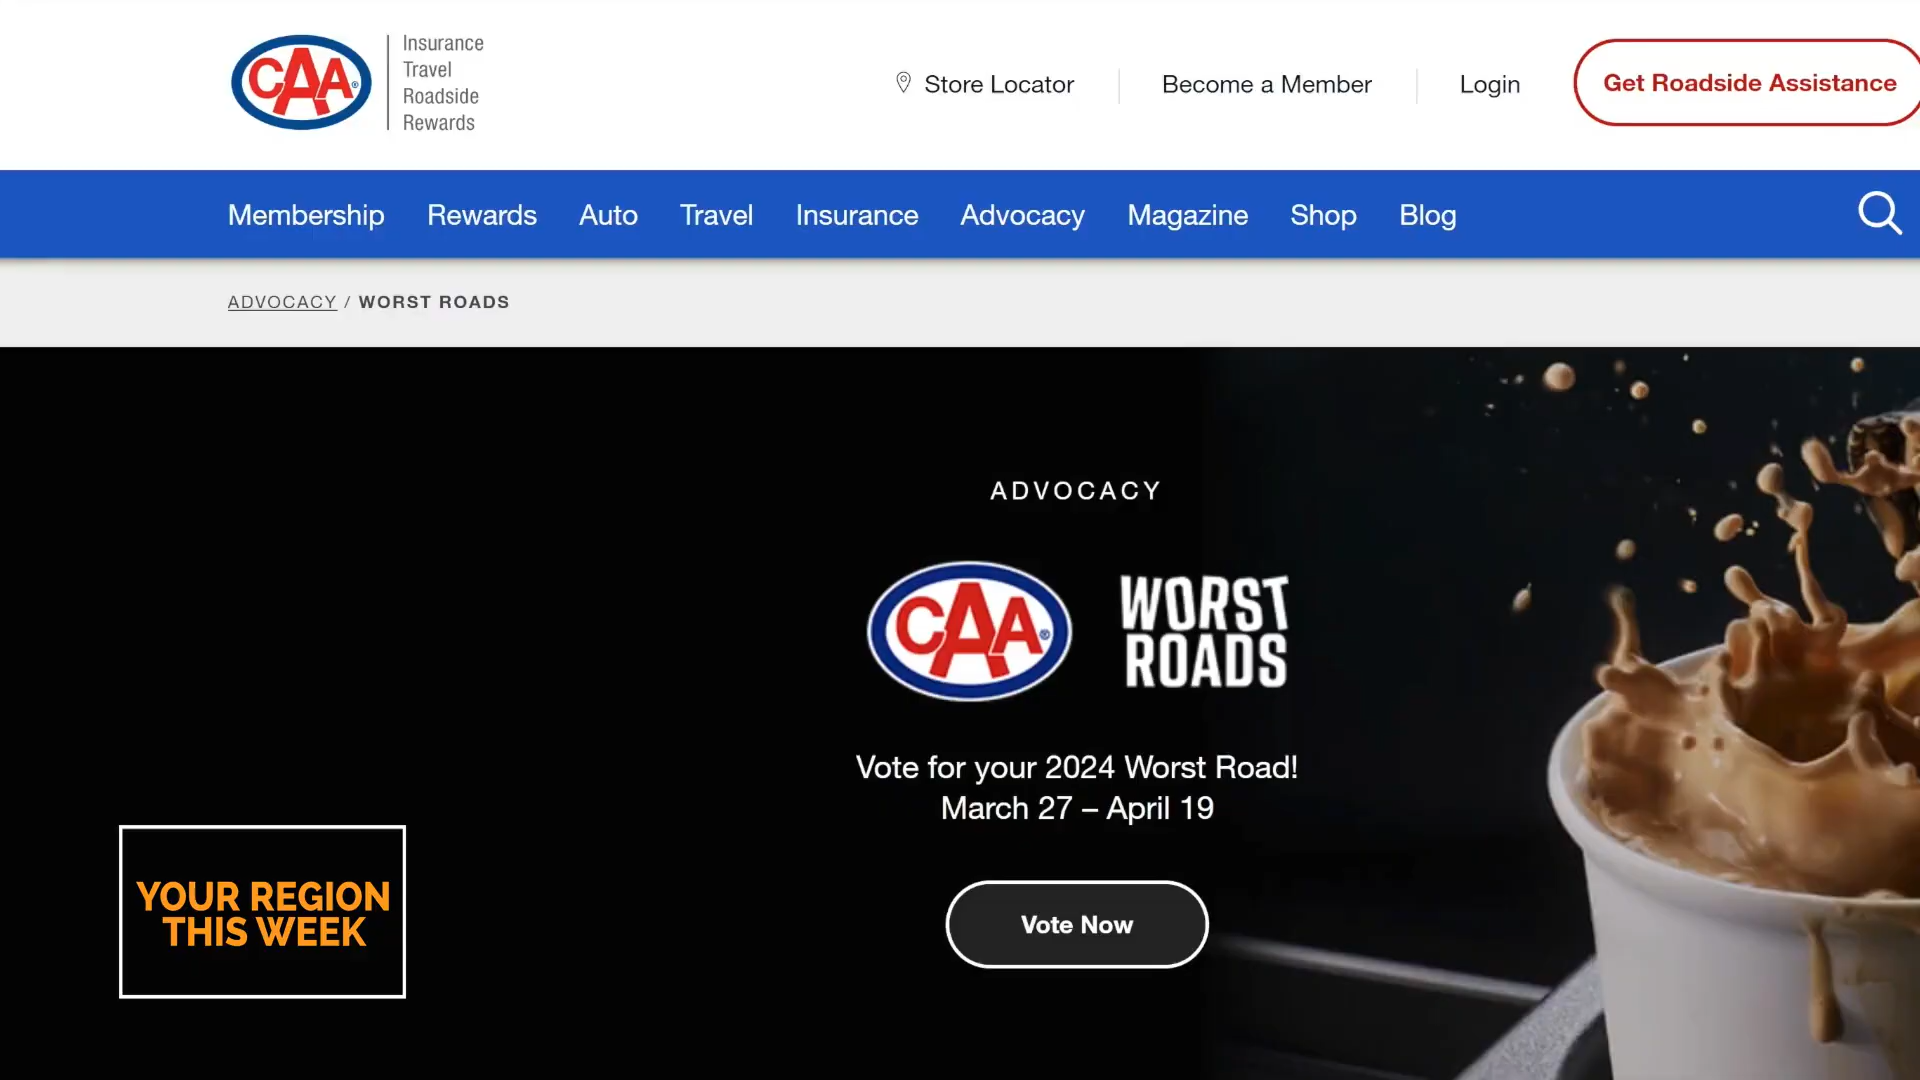 CAA
Insurance
Travel
Roadside
Rewards
Store Locator
Become a Member
Login
Get Roadside Assistance
Membership
Rewards
Auto
Travel
Insurance
Advocacy
Magazine
Shop
Blog
ADVOCACY / WORST ROADS
ADVOCACY
CAA
WORST
ROADS
Vote for your 2024 Worst Road!
March 27 – April 19
Vote Now
YOUR REGION
THIS WEEK